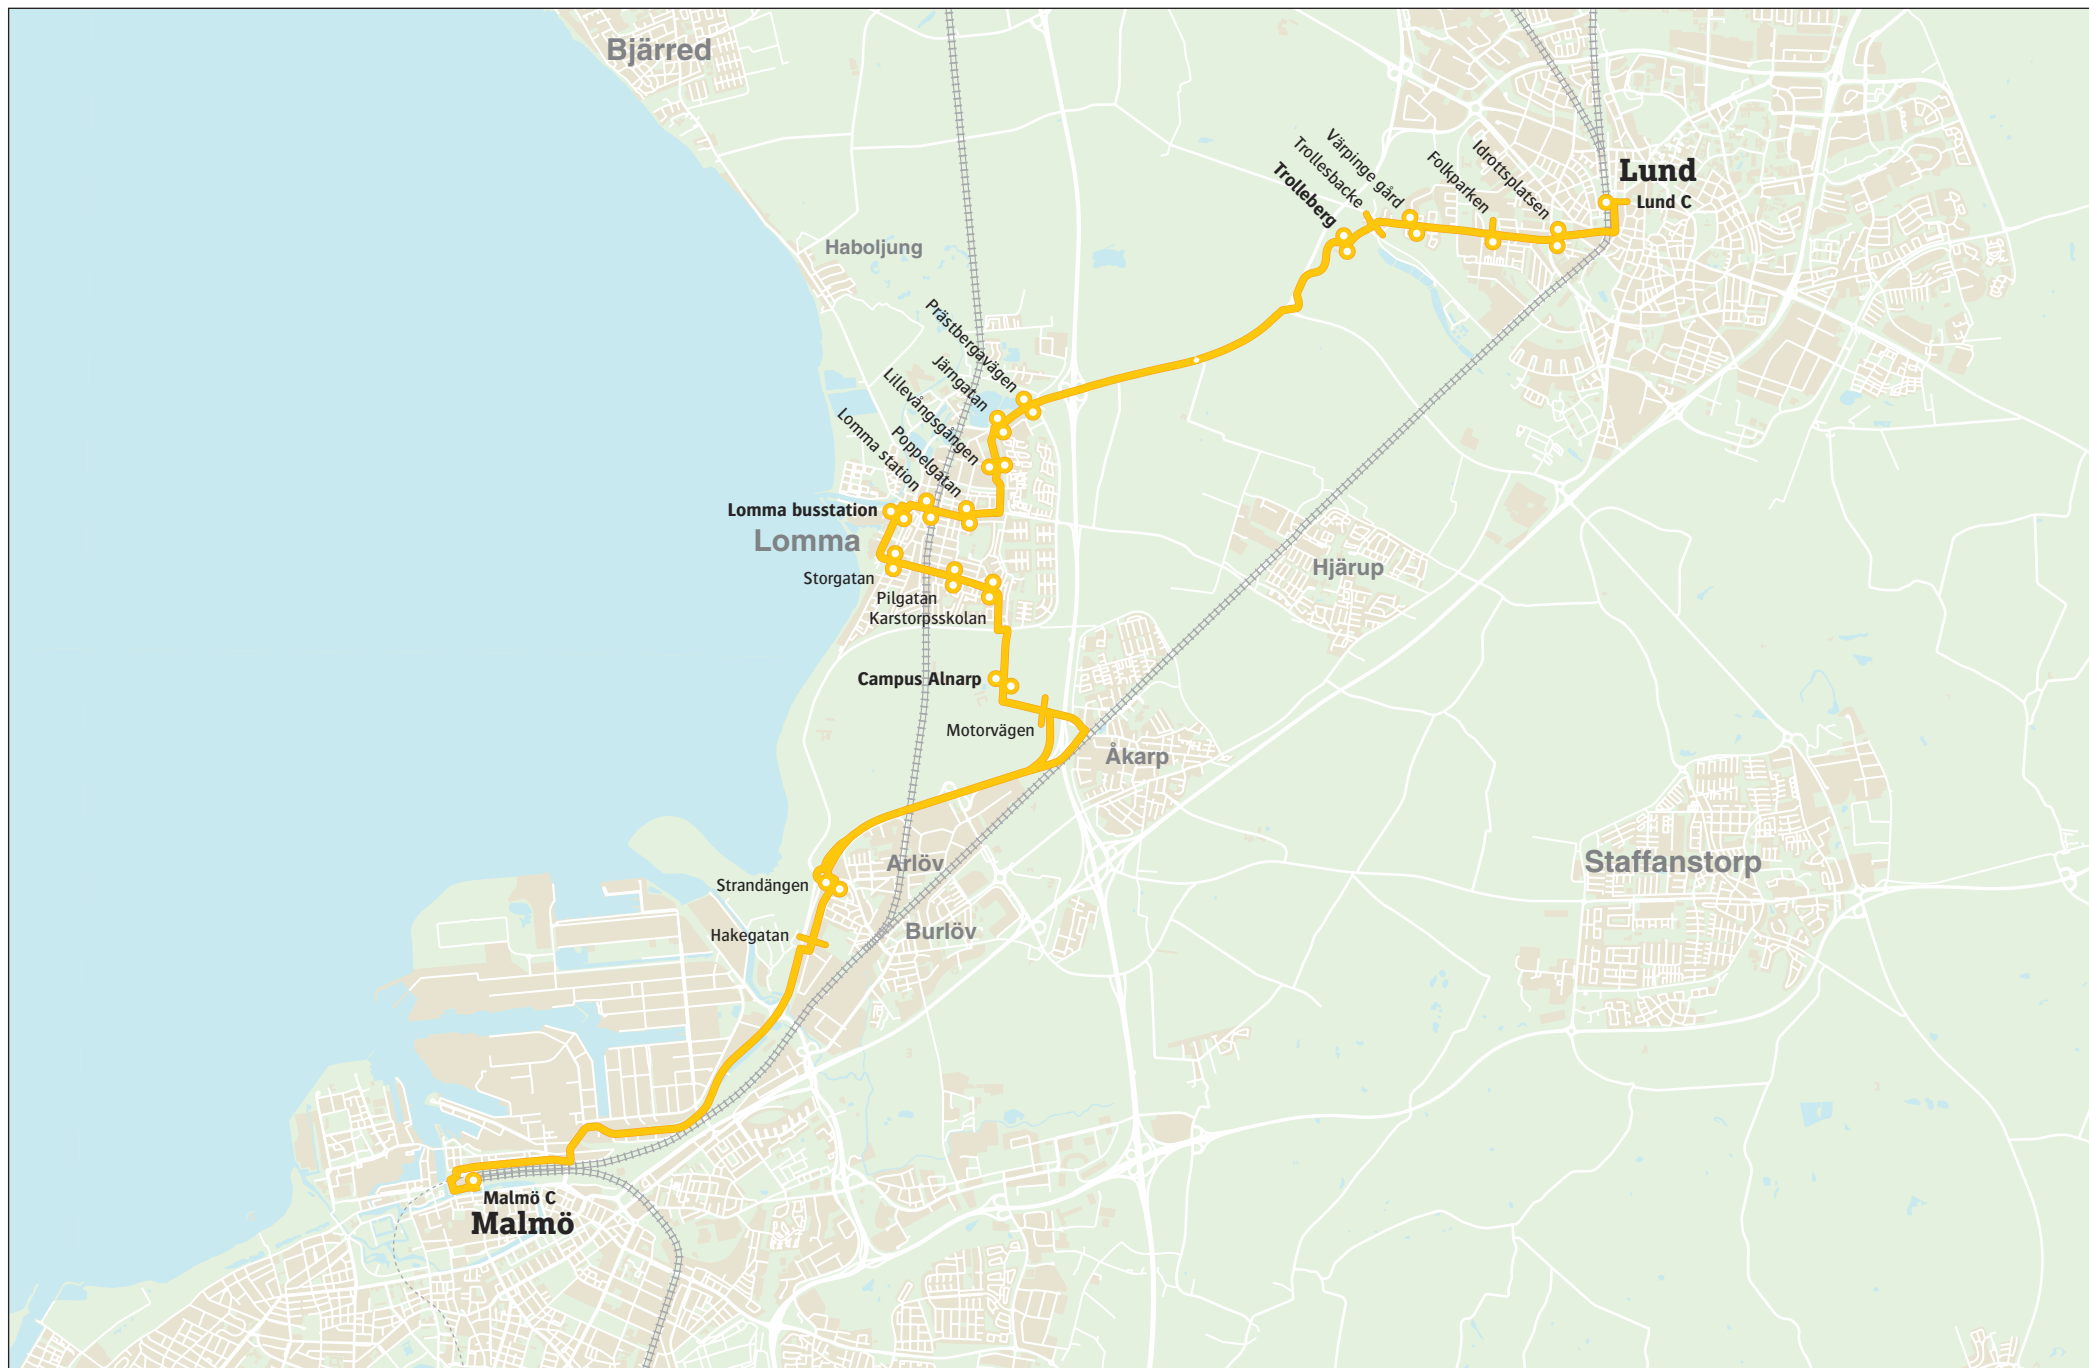 Bjärred
Lund
Lund C
Idrottsplatsen
Folkparken
Värpinge gård
Trollesbacke
Trolleberg
Haboljung
Prästbergavägen
Järngatan
Lillevångsgången
Poppelgatan
Lomma station
Lomma busstation
Lomma
Storgatan
Pilgatan
Karstorpsskolan
Hjärup
Campus Alnarp
Motorvägen
Åkarp
Arlöv
Staffanstorp
Strandängen
Burlöv
Hakegatan
Malmö C
Malmö